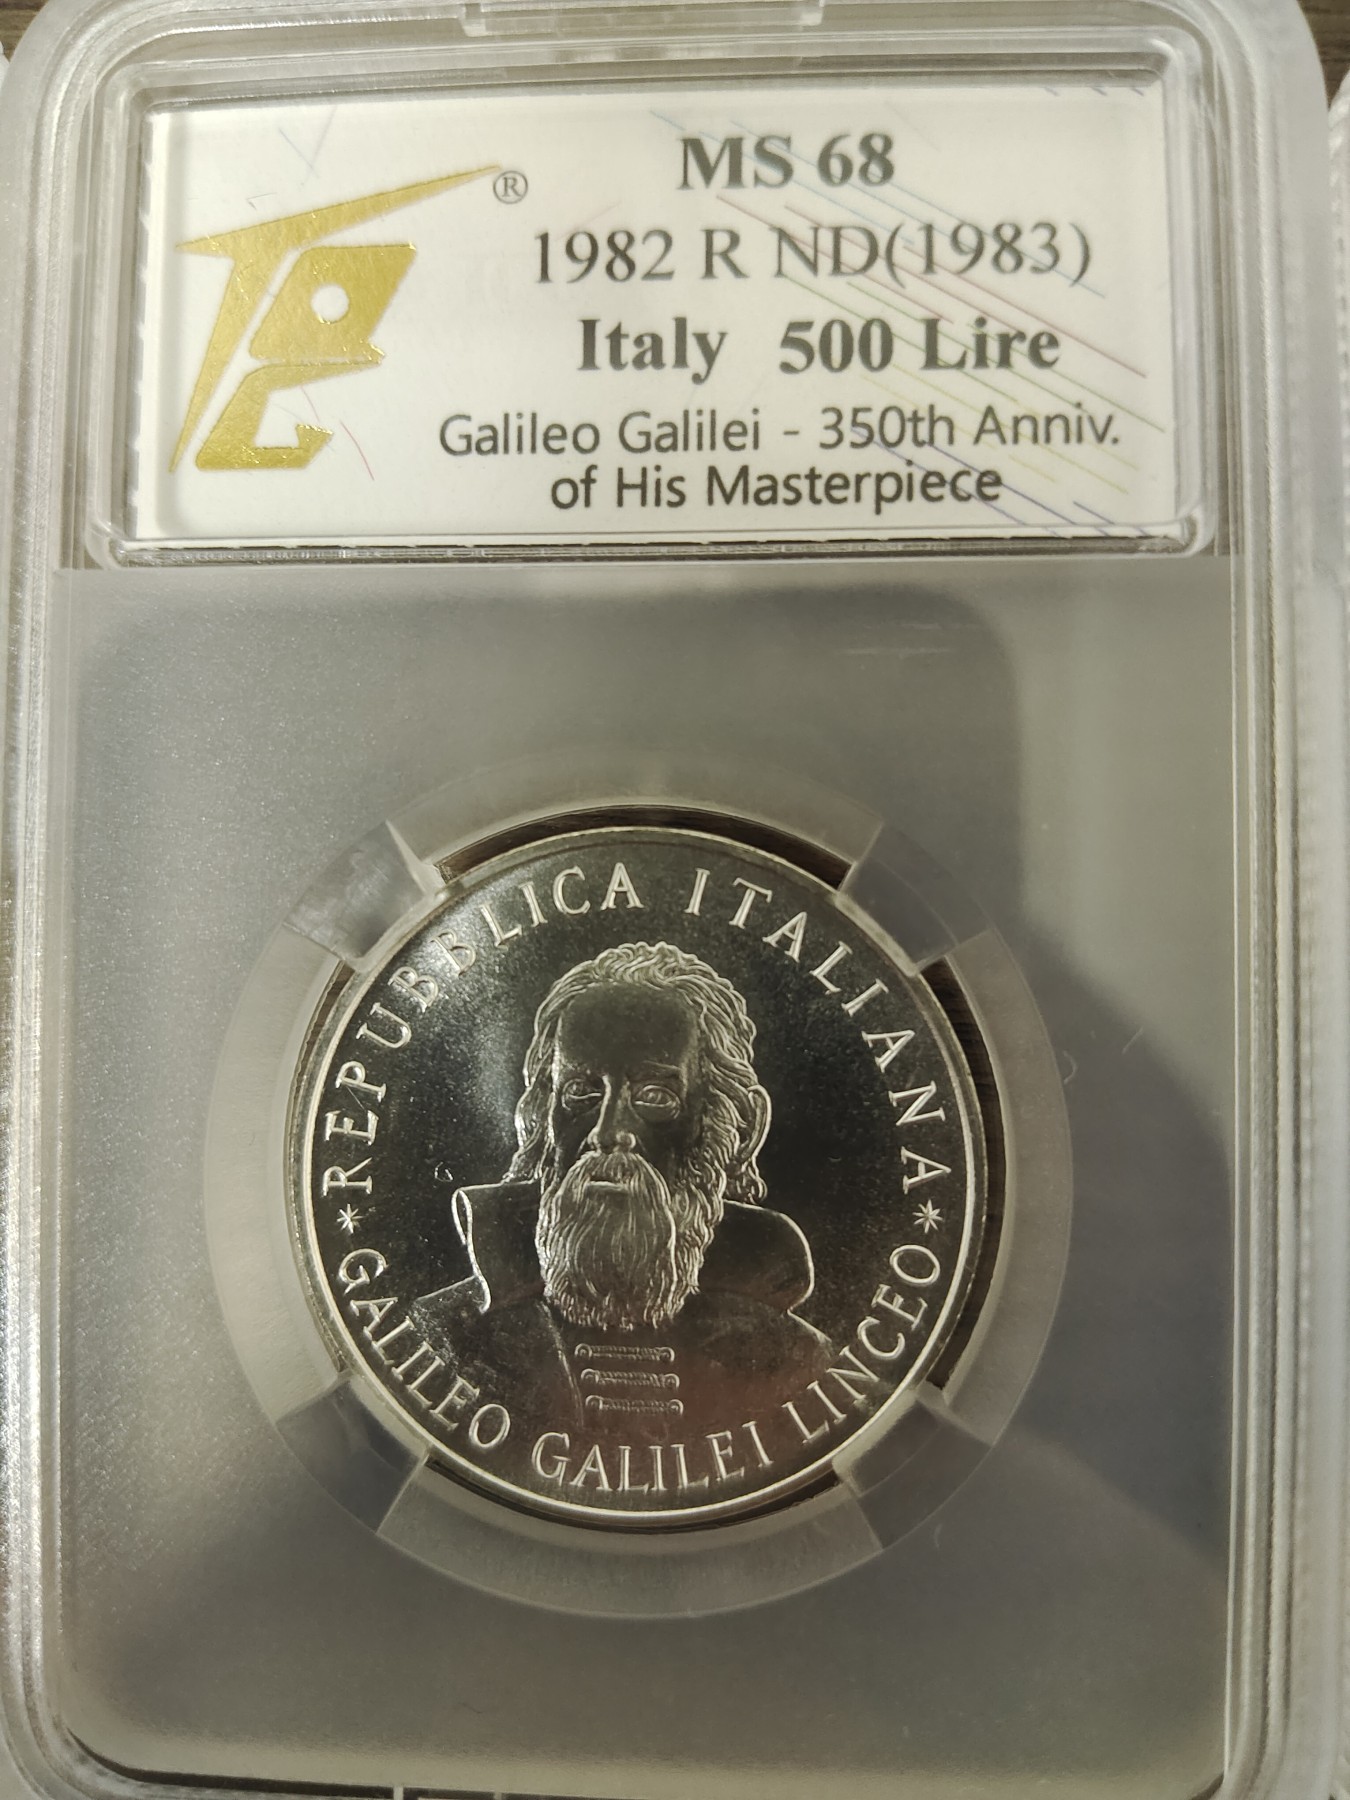 ®
MS 68
1982 R ND(1983)
Italy 500 Lire
Galileo Galilei - 350th Anniv.
of His Masterpiece
*REPUBBLICA ITALIANA*
GALILEO GALILEI LINCEO